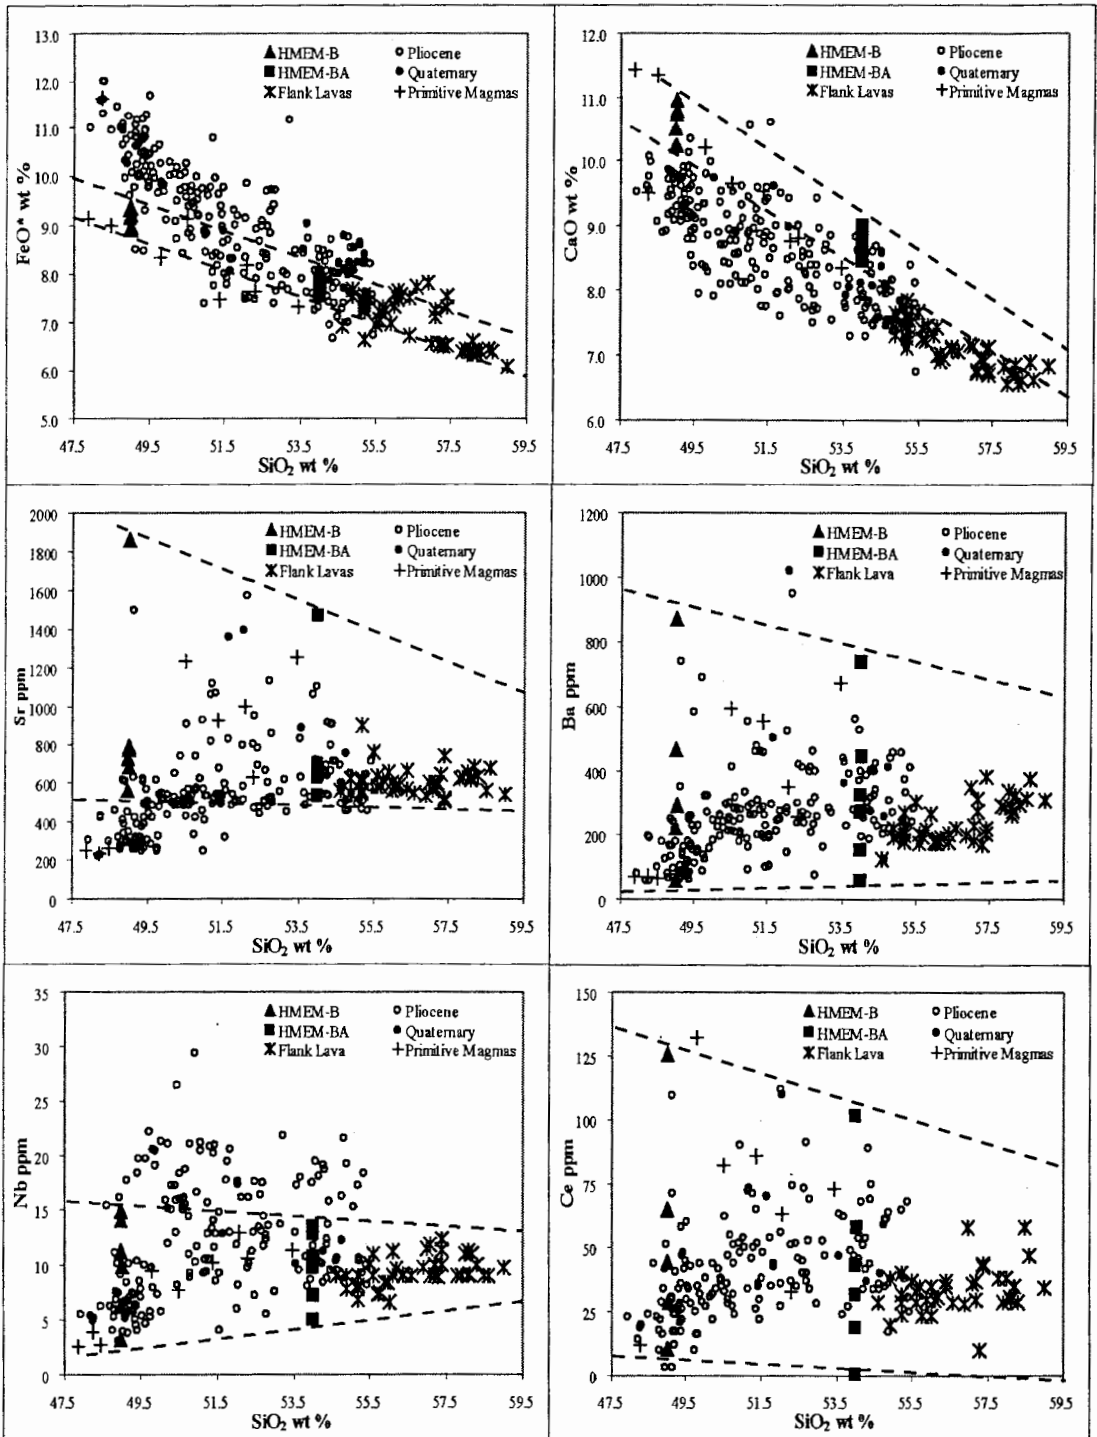 13.0
12.0
11.0
10.0
9.0
8.0
7.0
6.0
5.0
FeO* wt %
▲HMEM-B ○ Pliocene
■HMEM-BA ● Quaternary
Flank Lavas + Primitive Magmas
47.5 49.5 51.5 53.5 55.5 57.5 59.5
SiO₂ wt %
12.0
11.0
10.0
9.0
8.0
7.0
6.0
CaO wt %
▲HMEM-B ○ Pliocene
■HMEM-BA ● Quaternary
Flank Lavas + Primitive Magmas
47.5 49.5 51.5 53.5 55.5 57.5 59.5
SiO₂ wt %
2000
1800
1600
1400
1200
1000
800
600
400
200
0
Sr ppm
▲HMEM-B ○ Pliocene
■HMEM-BA ● Quaternary
Flank Lavas + Primitive Magmas
47.5 49.5 51.5 53.5 55.5 57.5 59.5
SiO₂ wt %
1200
1000
800
600
400
200
0
Ba ppm
▲HMEM-B ○ Pliocene
■HMEM-BA ● Quaternary
Flank Lava + Primitive Magmas
47.5 49.5 51.5 53.5 55.5 57.5 59.5
SiO₂ wt %
35
30
25
20
15
10
5
0
Nb ppm
▲HMEM-B ○ Pliocene
■HMEM-BA ● Quaternary
Flank Lava + Primitive Magmas
47.5 49.5 51.5 53.5 55.5 57.5 59.5
SiO₂ wt %
150
125
100
75
50
25
0
Ce ppm
▲HMEM-B ○ Pliocene
■HMEM-BA ● Quaternary
Flank Lava + Primitive Magmas
47.5 49.5 51.5 53.5 55.5 57.5 59.5
SiO₂ wt %